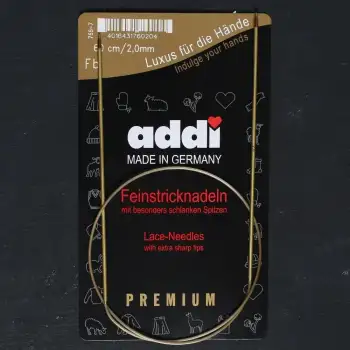 755-7
4016431760204
60 cm/2,0mm
Luxus für die Hände
Indulge your hands
addi
MADE IN GERMANY
Feinstricknadeln
mit besonders schlanken Spitzen
Lace-Needles
with extra sharp tips
PREMIUM